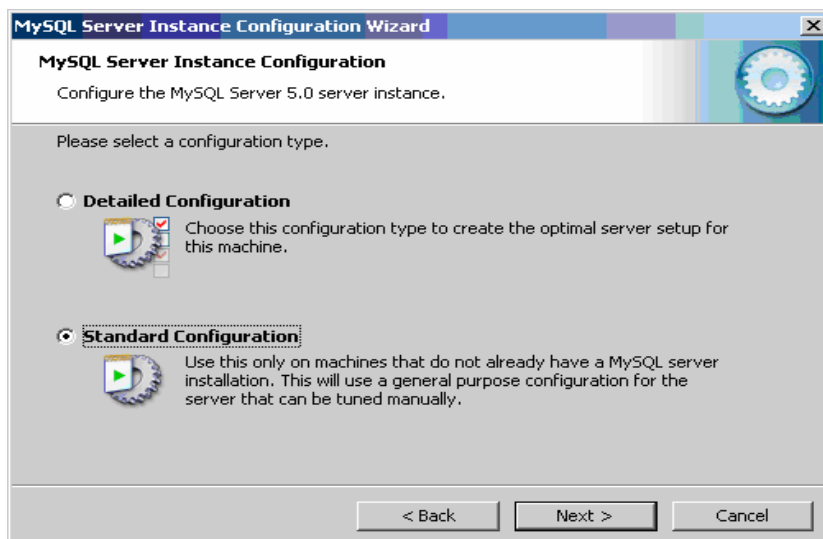 MySQL Server Instance Configuration Wizard
MySQL Server Instance Configuration
Configure the MySQL Server 5.0 server instance.
Please select a configuration type.
Detailed Configuration
Choose this configuration type to create the optimal server setup for
this machine.
Standard Configuration
Use this only on machines that do not already have a MySQL server
installation. This will use a general purpose configuration for the
server that can be tuned manually.
< Back Next > Cancel